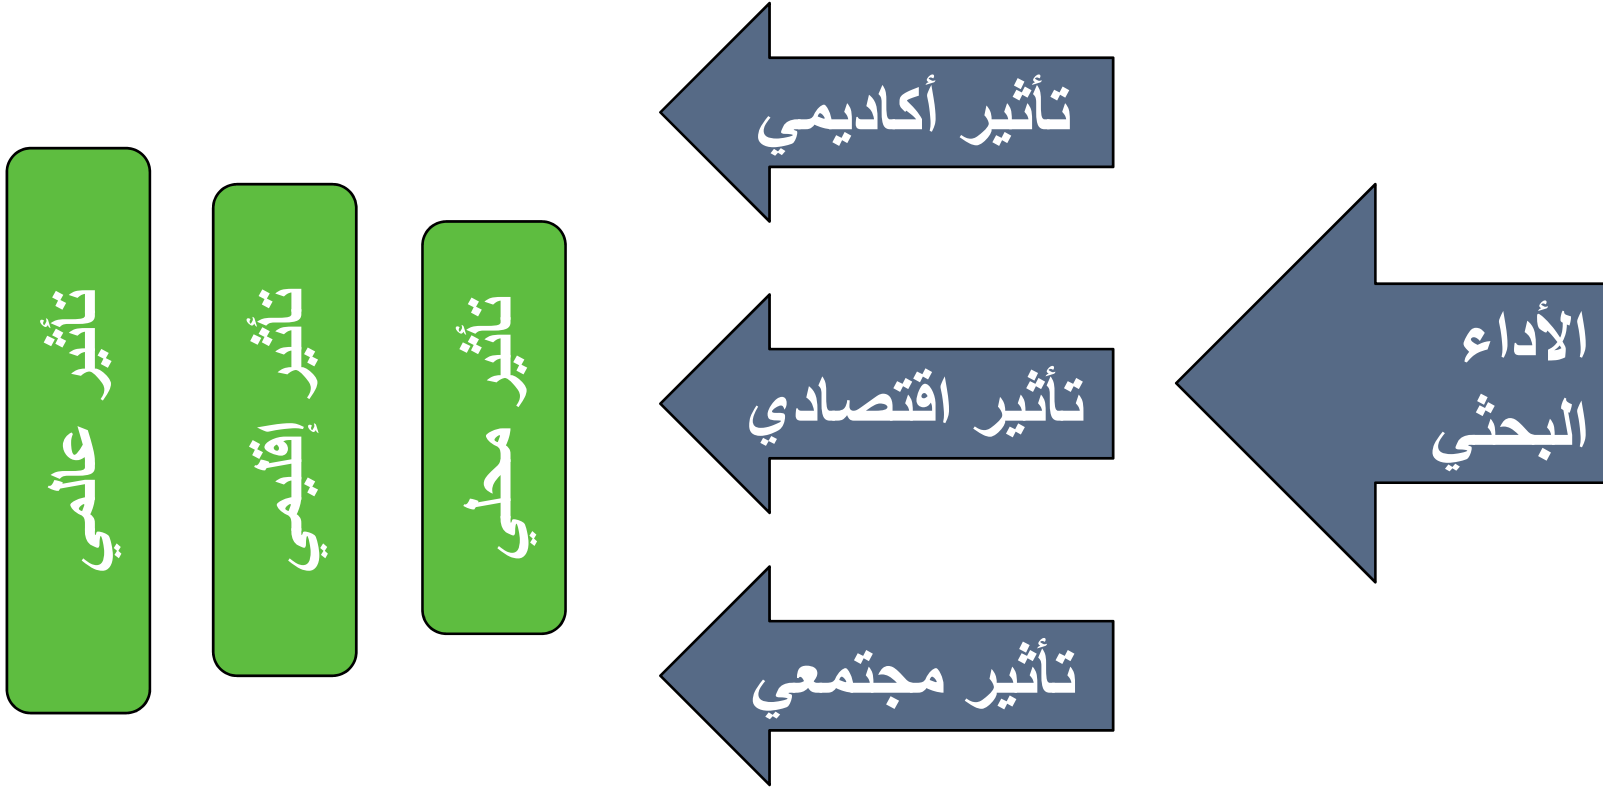 الأداء
البحثي
تأثير أكاديمي
تأثير اقتصادي
تأثير مجتمعي
تأثير محلي
تأثير إقليمي
تأثير عالمي